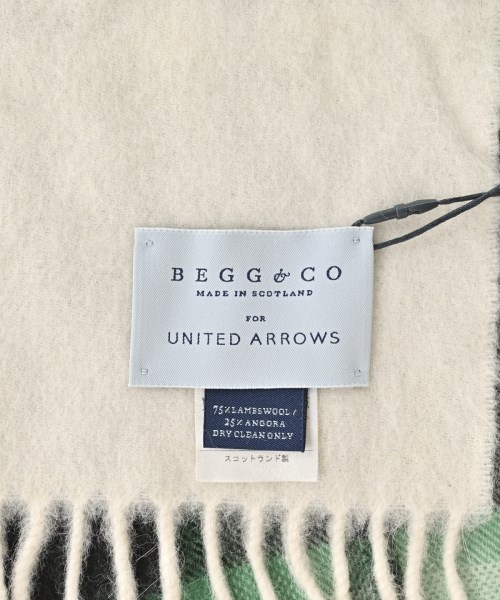 BEGG & CO
MADE IN SCOTLAND
FOR
UNITED ARROWS
75%LAMBSWOOL/
25%ANGORA
DRY CLEAN ONLY
スコットランド製